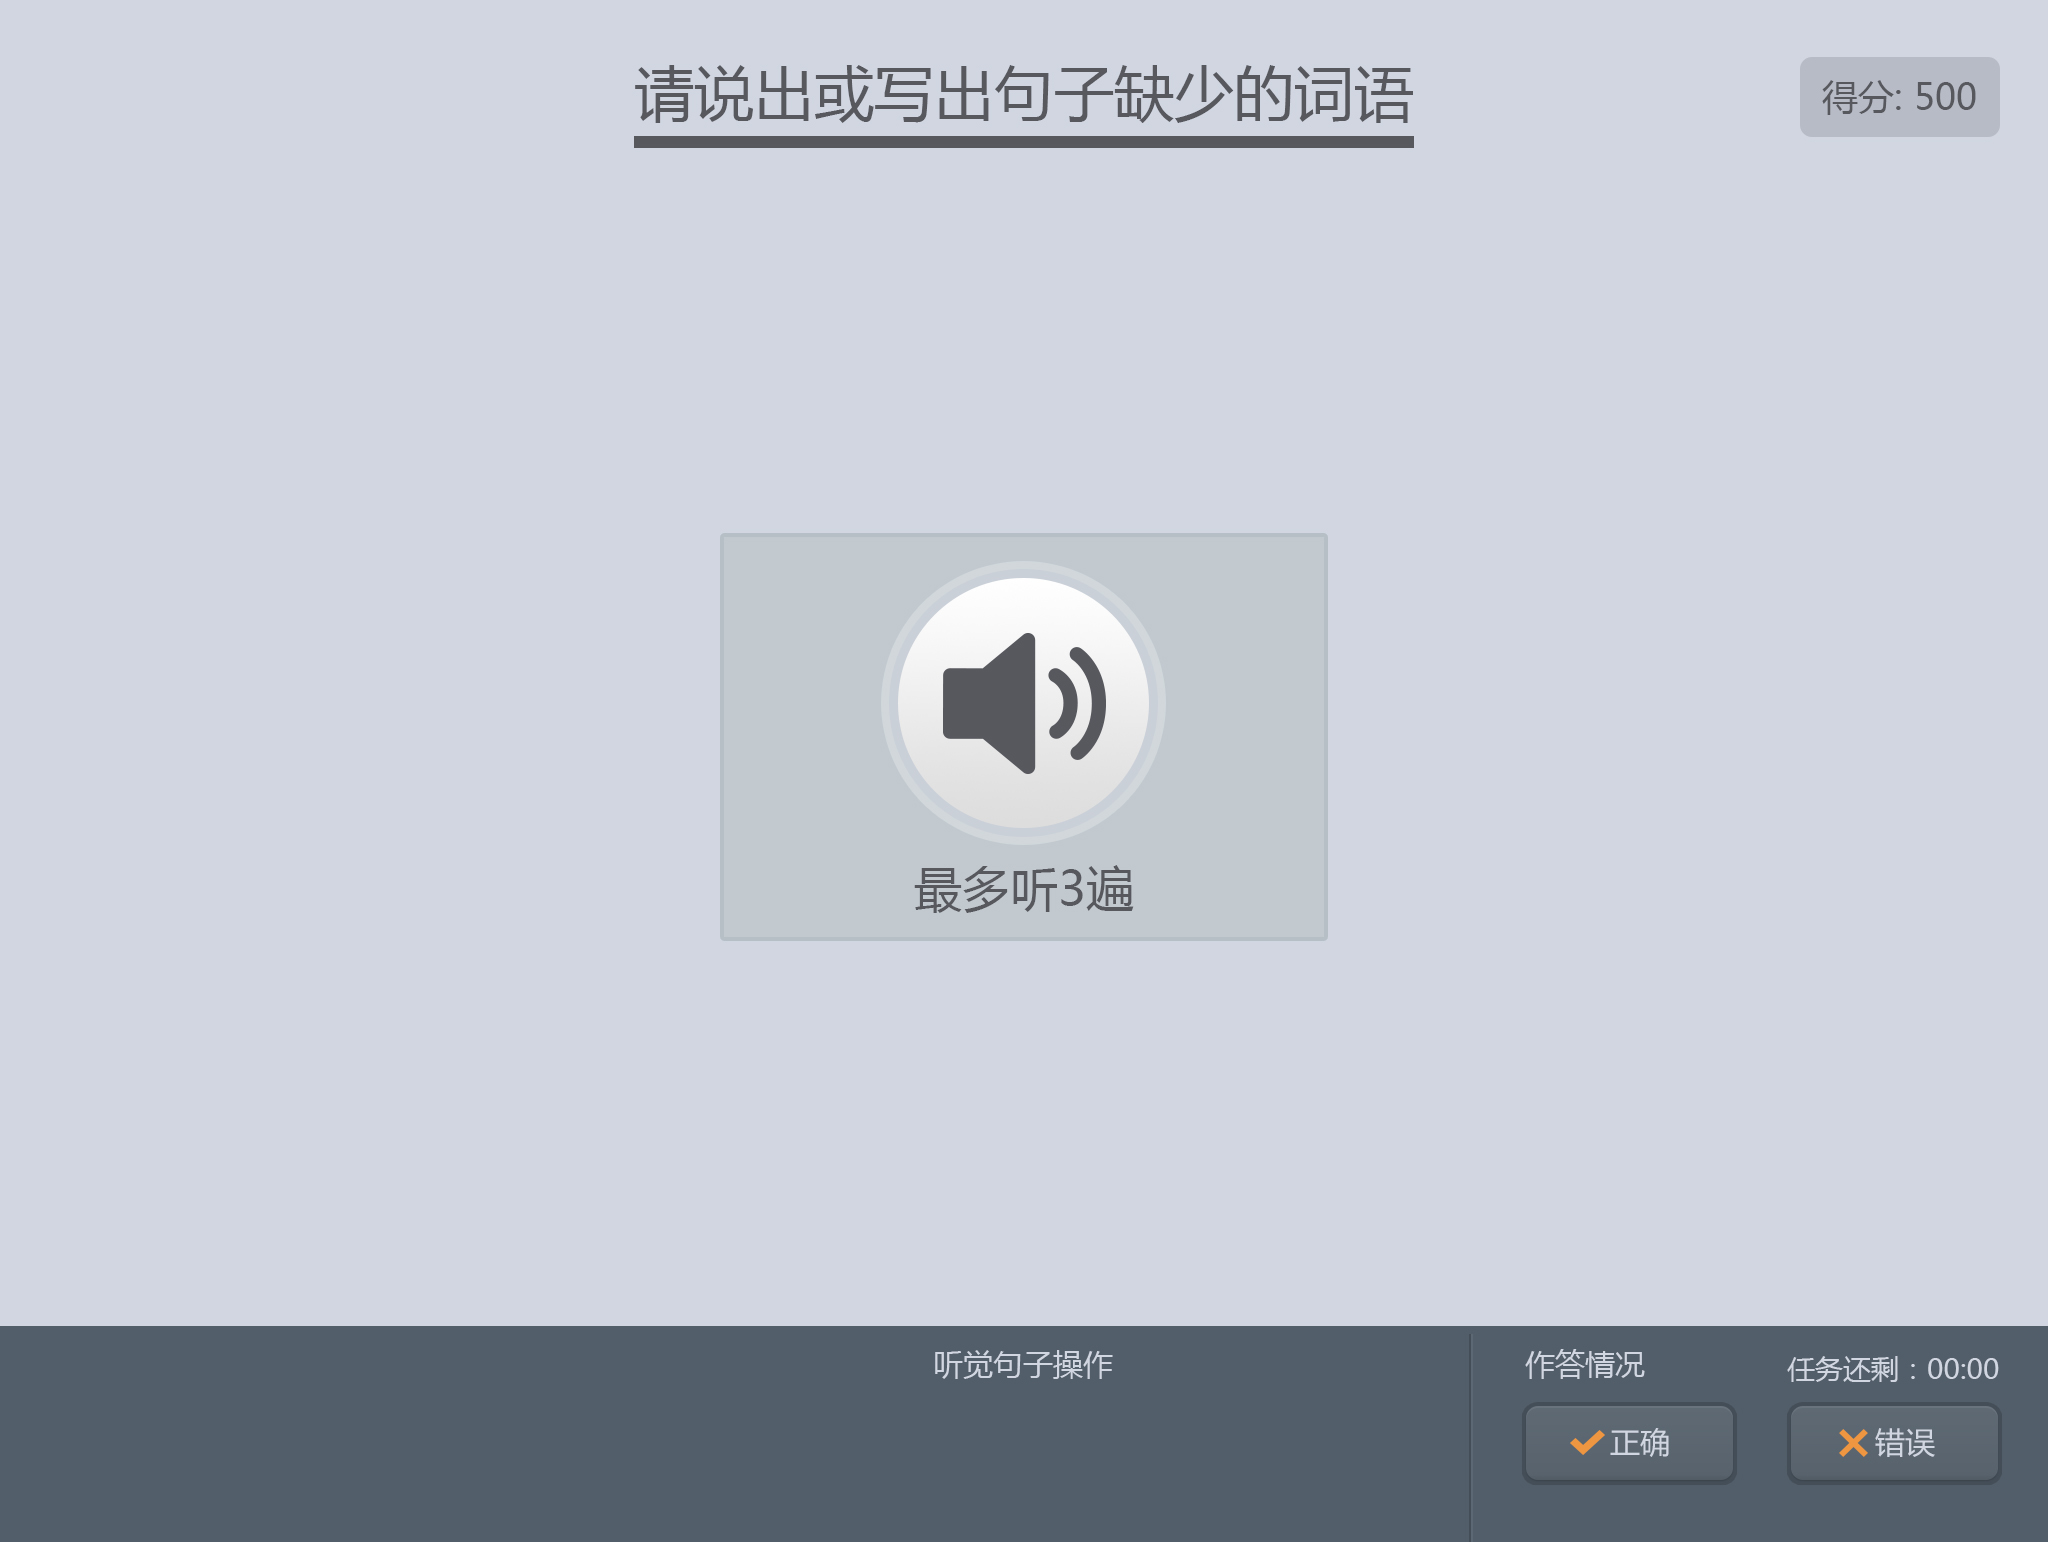 请说出或写出句子缺少的词语
得分: 500
最多听3遍
听觉句子操作
作答情况
任务还剩：00:00
正确
错误